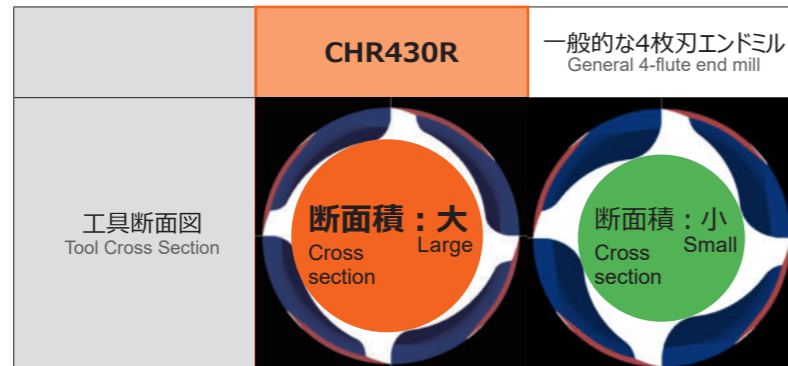 CHR430R
一般的な4枚刃エンドミル
General 4-flute end mill
工具断面図
Tool Cross Section
断面積：大
Cross section
Large
断面積：小
Cross section
Small